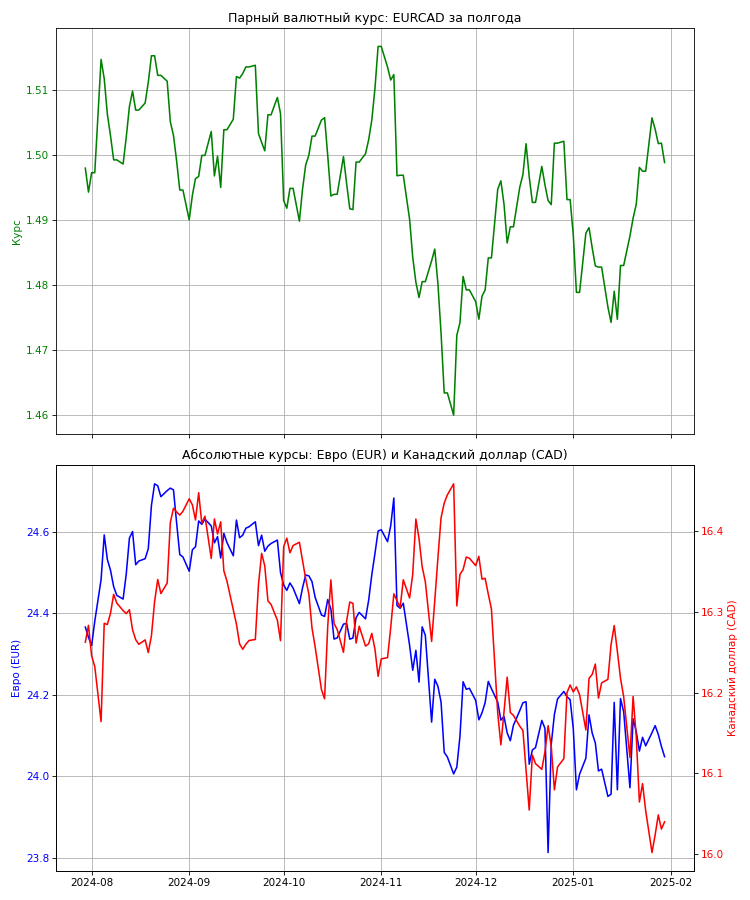 Парный валютный курс: EURCAD за полгода
1.51
1.50
1.49
1.48
1.47
1.46
Курс
Абсолютные курсы: Евро (EUR) и Канадский доллар (CAD)
24.6
24.4
24.2
24.0
23.8
Евро (EUR)
16.4
16.3
16.2
16.1
16.0
Канадский доллар (CAD)
2024-08 2024-09 2024-10 2024-11 2024-12 2025-01 2025-02